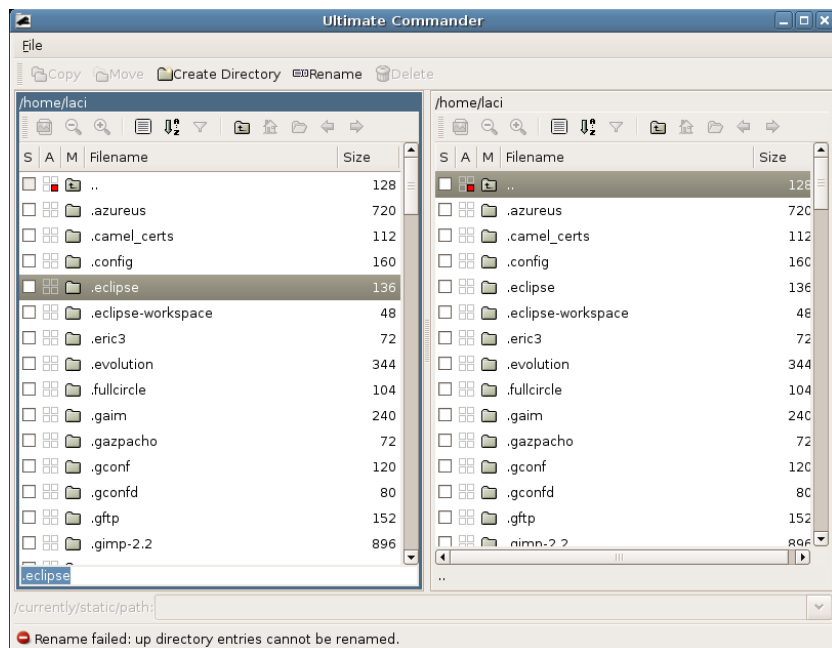 Ultimate Commander
File
Copy Move Create Directory Rename Delete
/home/laci
S A M Filename Size
.. 128
.azureus 720
.camel_certs 112
.config 160
.eclipse 136
.eclipse-workspace 48
.eric3 72
.evolution 344
.fullcircle 104
.gaim 240
.gazpacho 72
.gconf 120
.gconfd 80
.gftp 152
.gimp-2.2 896
.eclipse
/home/laci
S A M Filename Size
.. 128
.azureus 720
.camel_certs 112
.config 160
.eclipse 136
.eclipse-workspace 48
.eric3 72
.evolution 344
.fullcircle 104
.gaim 240
.gazpacho 72
.gconf 120
.gconfd 80
.gftp 152
.gimp-2.2 896
..
/currently/static/path:
Rename failed: up directory entries cannot be renamed.